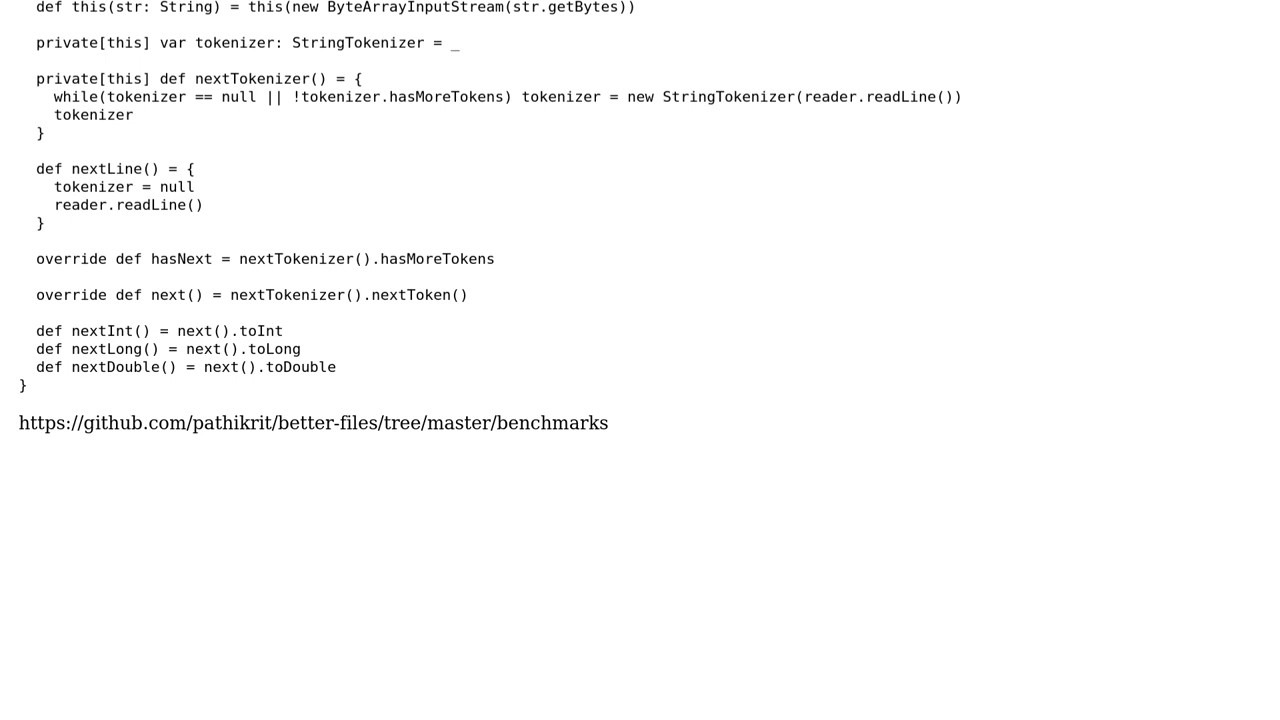 def this(str: String) = this(new ByteArrayInputStream(str.getBytes))
private[this] var tokenizer: StringTokenizer = _
private[this] def nextTokenizer() = {
while(tokenizer == null || !tokenizer.hasMoreTokens) tokenizer = new StringTokenizer(reader.readLine())
tokenizer
}
def nextLine() = {
tokenizer = null
reader.readLine()
}
override def hasNext = nextTokenizer().hasMoreTokens
override def next() = nextTokenizer().nextToken()
def nextInt() = next().toInt
def nextLong() = next().toLong
def nextDouble() = next().toDouble
}
https://github.com/pathikrit/better-files/tree/master/benchmarks